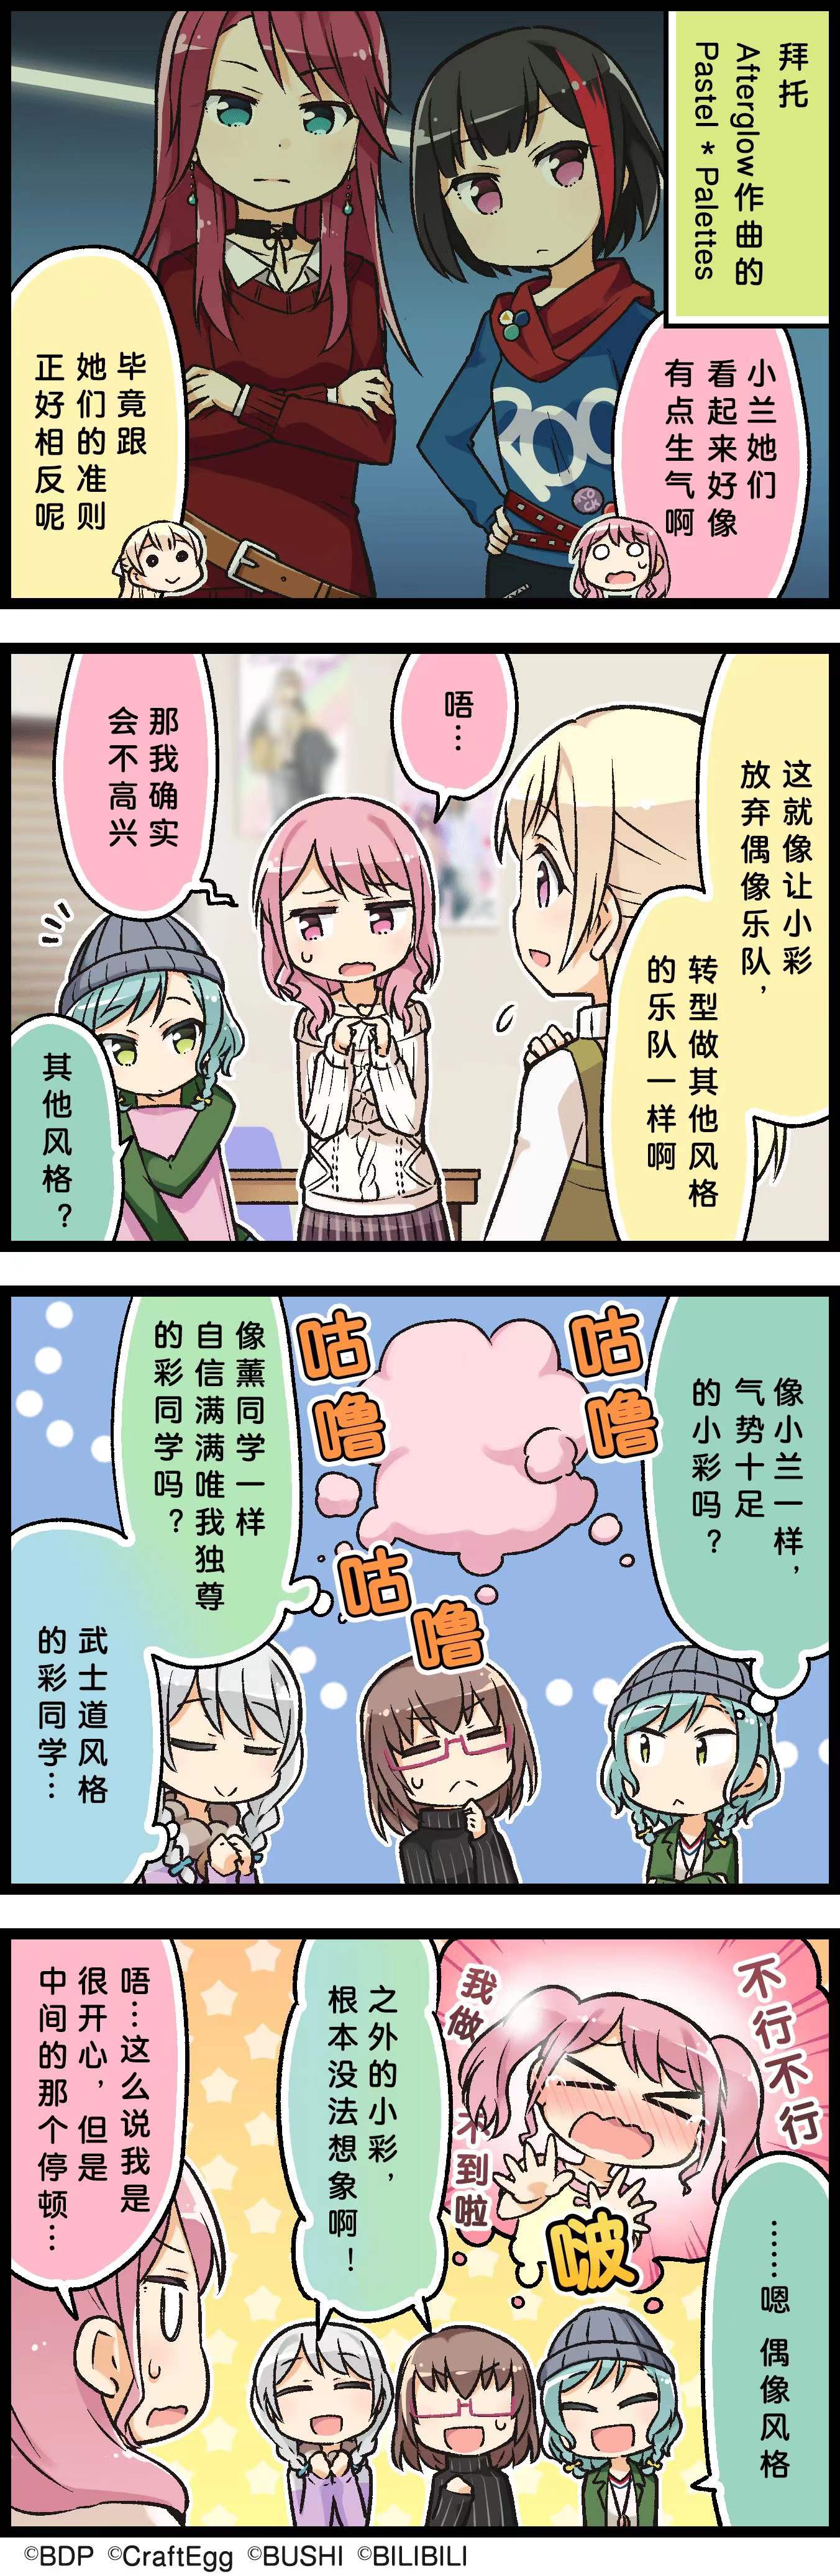 拜托
Afterglow作曲的
Pastel * Palettes
小兰她们
看起来好像
有点生气啊
毕竟跟
她们的准则
正好相反呢
这就像让小彩
放弃偶像乐队，
转型做其他风格
的乐队一样啊
唔…
那我确实
会不高兴
其他风格？
像小兰一样，
气势十足
的小彩吗？
咕噜
咕噜
咕噜
像薰同学一样
自信满满唯我独尊
的彩同学吗？
武士道风格
的彩同学…
不行不行
我做不到啦
啵
……嗯 偶像风格
之外的小彩，
根本没法想象啊！
唔…这么说我是
很开心，但是
中间的那个停顿…
©BDP ©CraftEgg ©BUSHI ©BILIBILI